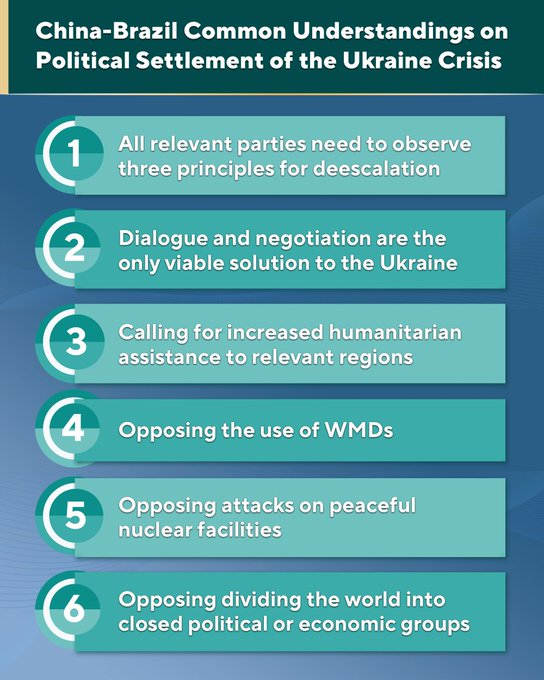 China-Brazil Common Understandings on
Political Settlement of the Ukraine Crisis
1
All relevant parties need to observe
three principles for deescalation
2
Dialogue and negotiation are the
only viable solution to the Ukraine
3
Calling for increased humanitarian
assistance to relevant regions
4
Opposing the use of WMDs
5
Opposing attacks on peaceful
nuclear facilities
6
Opposing dividing the world into
closed political or economic groups